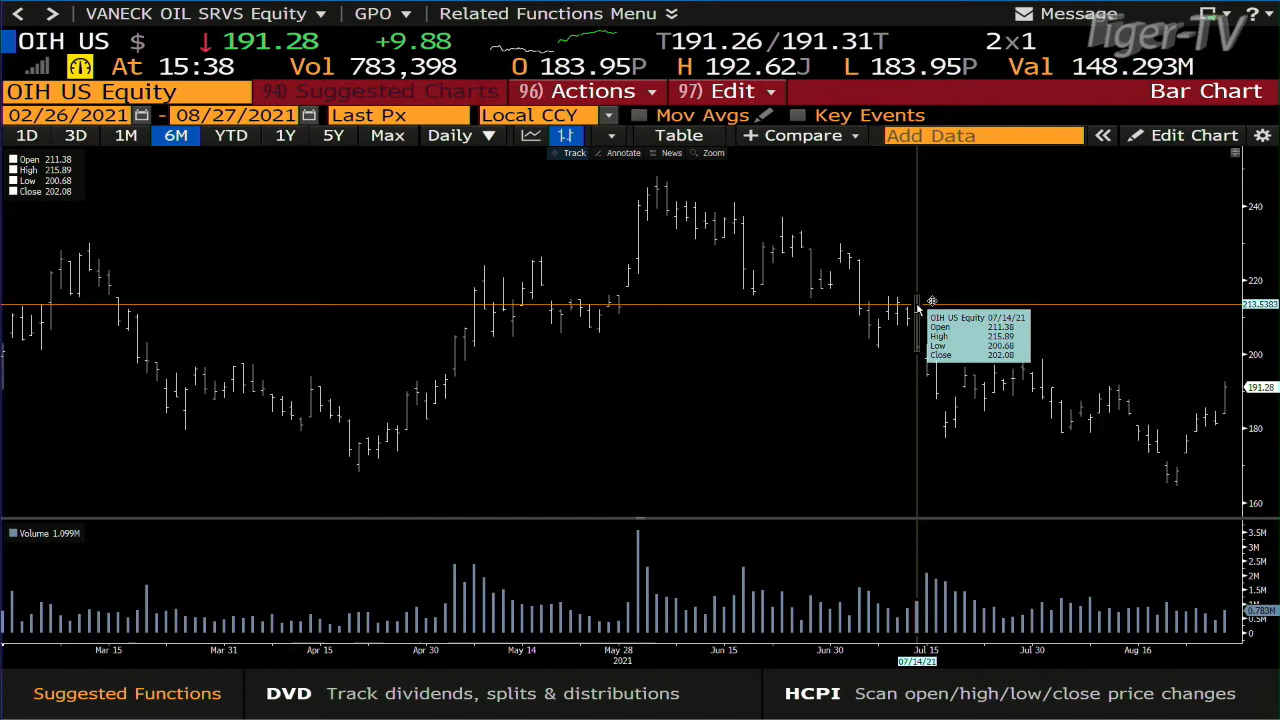 VANECK OIL SRVS Equity GPO Related Functions Menu Message ?
Tiger-TV
OIH US $ 191.28 +9.88 T191.26/191.31T 2x1
At 15:38 Vol 783,398 O 183.95P H 192.62J L 183.95P Val 148.293M
OIH US Equity 94) Suggested Charts 96) Actions 97) Edit Bar Chart
02/26/2021 - 08/27/2021 Last Px Local CCY Mov Avgs Key Events
1D 3D 1M 6M YTD 1Y 5Y Max Daily Table + Compare Add Data Edit Chart
Track Annotate News Zoom
Open 211.38
High 215.89
Low 200.68
Close 202.08
240
220
213.5383
OIH US Equity 07/14/21
Open 211.38
High 215.89
Low 200.68
Close 202.08
200
191.28
180
160
Volume 1.099M
3.5M
3M
2.5M
2M
1.5M
1M
0.783M
0.5M
0
Mar 15 Mar 31 Apr 15 Apr 30 May 14 May 28 Jun 15 Jun 30 Jul 15 Jul 30 Aug 16
2021 07/14/21
Suggested Functions DVD Track dividends, splits & distributions HCPI Scan open/high/low/close price changes